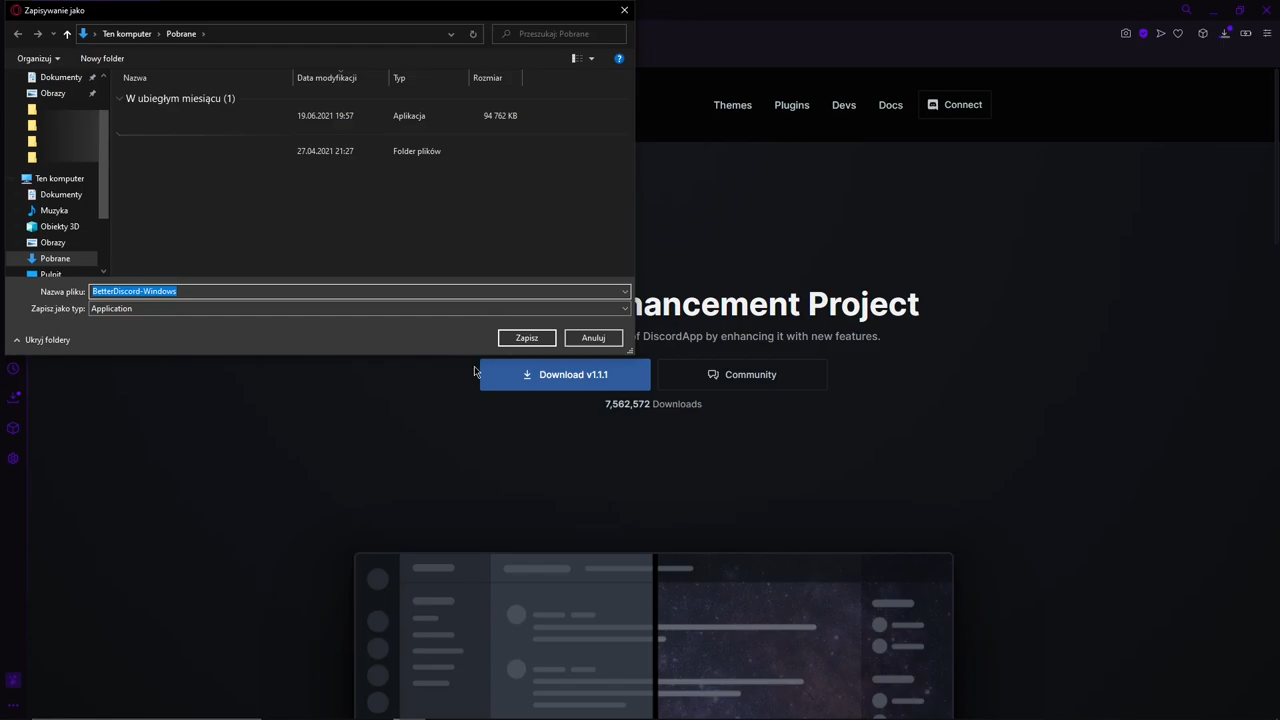 Zapisywanie jako
Ten komputer
Pobrane
Przeszukaj: Pobrane
Organizuj
Nowy folder
Dokumenty
Obrazy
Ten komputer
Dokumenty
Muzyka
Obiekty 3D
Obrazy
Pobrane
Pulpit
Nazwa
Data modyfikacji
Typ
Rozmiar
W ubiegłym miesiącu (1)
19.06.2021 19:57
Aplikacja
94 762 KB
27.04.2021 21:27
Folder plików
Nazwa pliku:
BetterDiscord-Windows
Zapisz jako typ:
Application
Ukryj foldery
Zapisz
Anuluj
Themes
Plugins
Devs
Docs
Connect
nhancement Project
of DiscordApp by enhancing it with new features.
Download v1.1.1
Community
7,562,572 Downloads